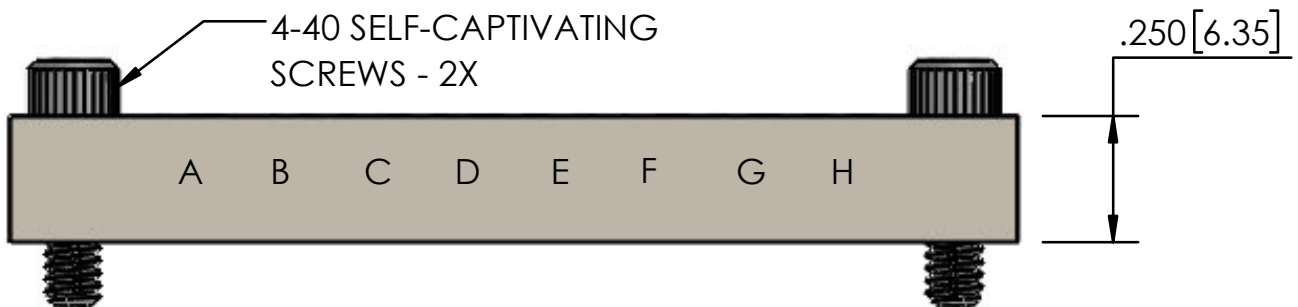 4-40 SELF-CAPTIVATING
SCREWS - 2X
.250[6.35]
A B C D E F G H